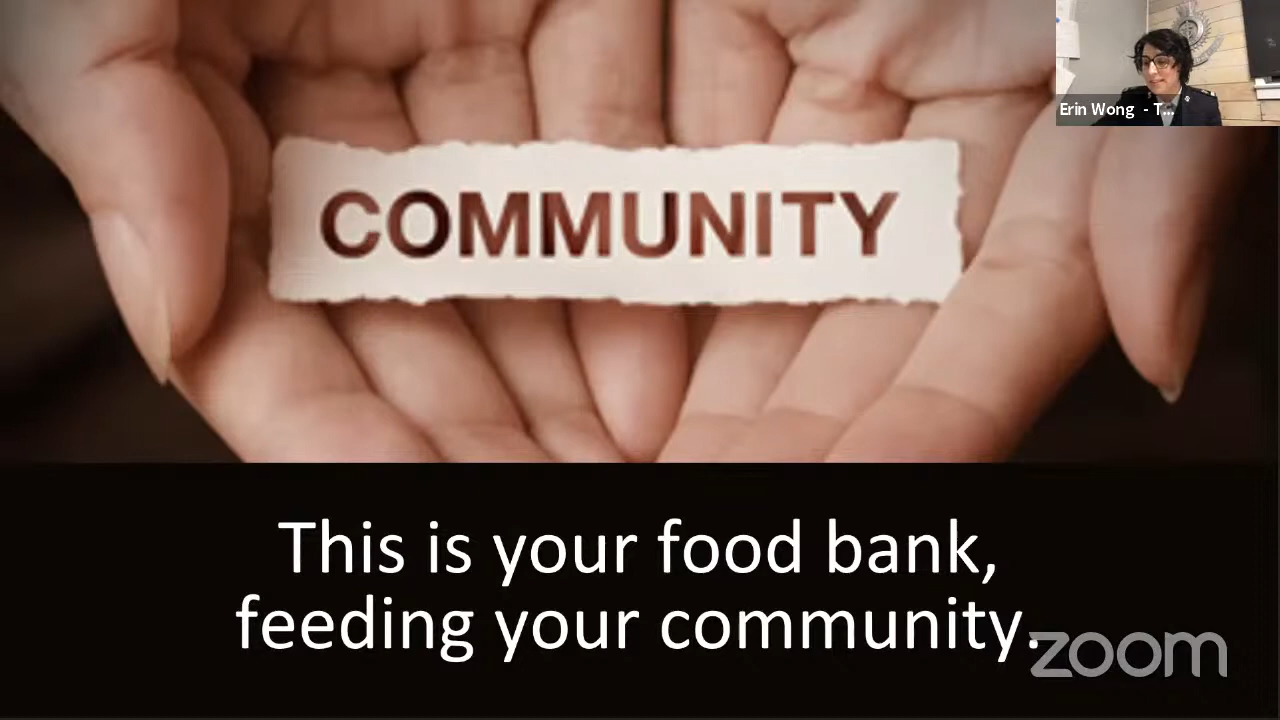 Erin Wong - T...
COMMUNITY
This is your food bank,
feeding your community.
zoom